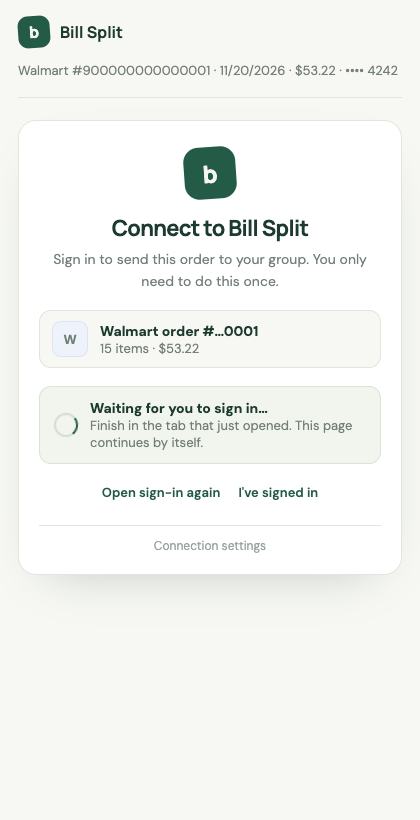 b Bill Split
Walmart #900000000000001 · 11/20/2026 · $53.22 · •••• 4242
b
Connect to Bill Split
Sign in to send this order to your group. You only
need to do this once.
W
Walmart order #…0001
15 items · $53.22
Waiting for you to sign in…
Finish in the tab that just opened. This page
continues by itself.
Open sign-in again I've signed in
Connection settings